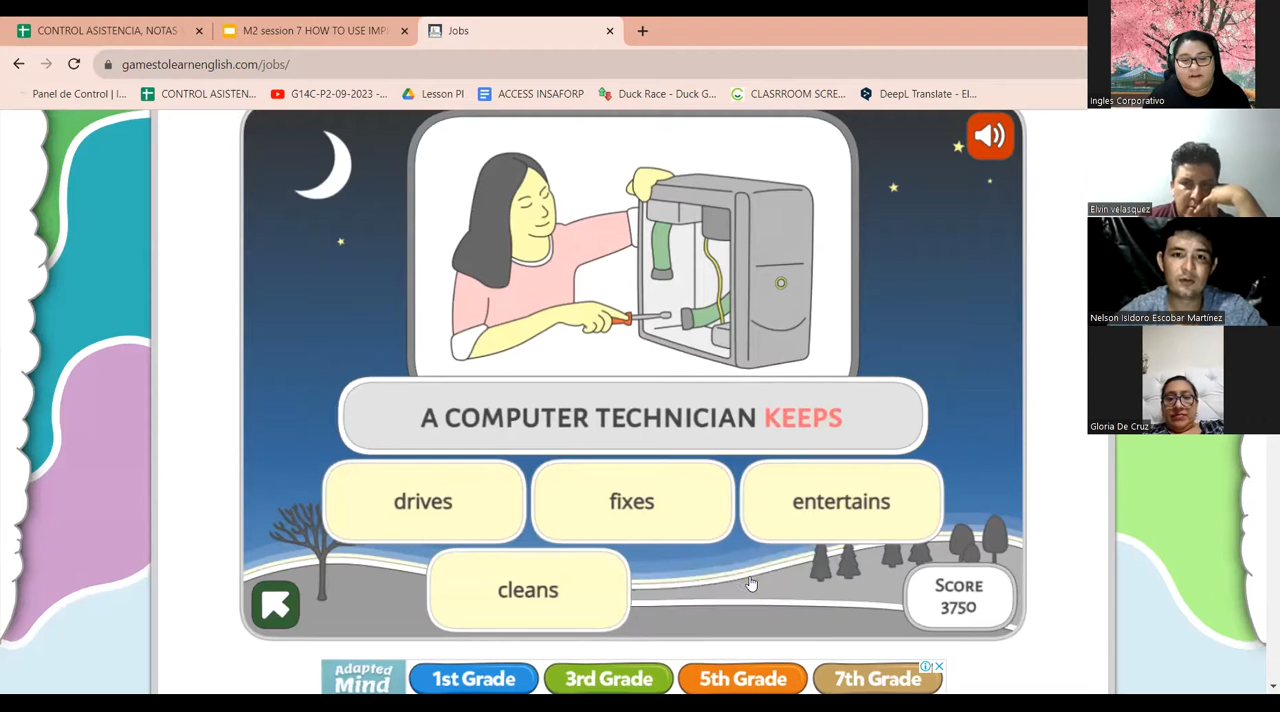 CONTROL ASISTENCIA, NOTAS
M2 session 7 HOW TO USE IMP
Jobs
gamestolearnenglish.com/jobs/
Panel de Control | I...
CONTROL ASISTEN...
G14C-P2-09-2023 -...
Lesson PI
ACCESS INSAFORP
Duck Race - Duck G...
CLASRROOM SCRE...
DeepL Translate - El...
Ingles Corporativo
Elvin velasquez
Nelson Isidoro Escobar Martínez
Gloria De Cruz
A COMPUTER TECHNICIAN KEEPS
drives
fixes
entertains
cleans
SCORE
3750
Adapted
Mind
1st Grade
3rd Grade
5th Grade
7th Grade